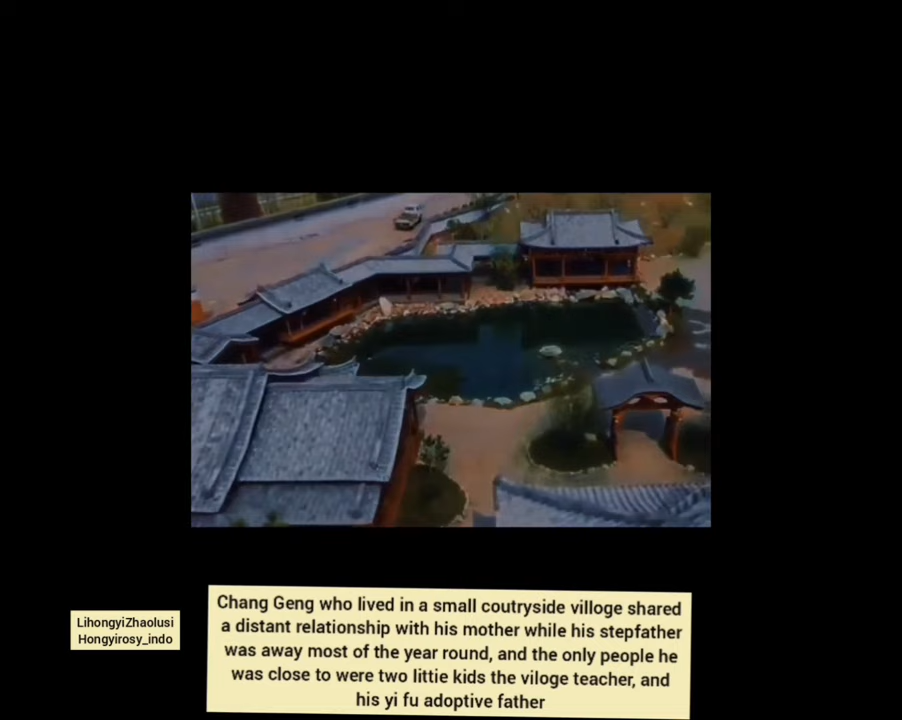 Chang Geng who lived in a small coutryside villoge shared
a distant relationship with his mother while his stepfather
was away most of the year round, and the only people he
was close to were two littie kids the viloge teacher, and
his yi fu adoptive father
LihongyiZhaolusi
Hongyirosy_indo